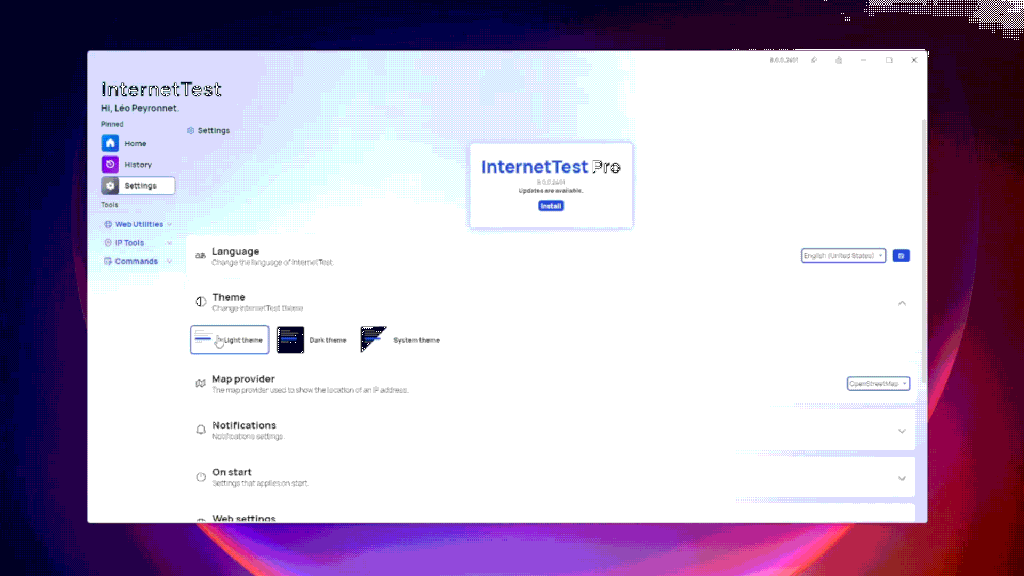 8.0.0.2401
InternetTest
Hi, Léo Peyronnet.
Pinned
Home
History
Settings
Tools
Web Utilities
IP Tools
Commands
Settings
InternetTest Pro
8.0.0.2401
Updates are available.
Install
Language
Change the language of InternetTest.
English (United States)
Theme
Change InternetTest theme
Light theme
Dark theme
System theme
Map provider
The map provider used to show the location of an IP address.
OpenStreetMap
Notifications
Notifications settings.
On start
Settings that applies on start.
Web settings